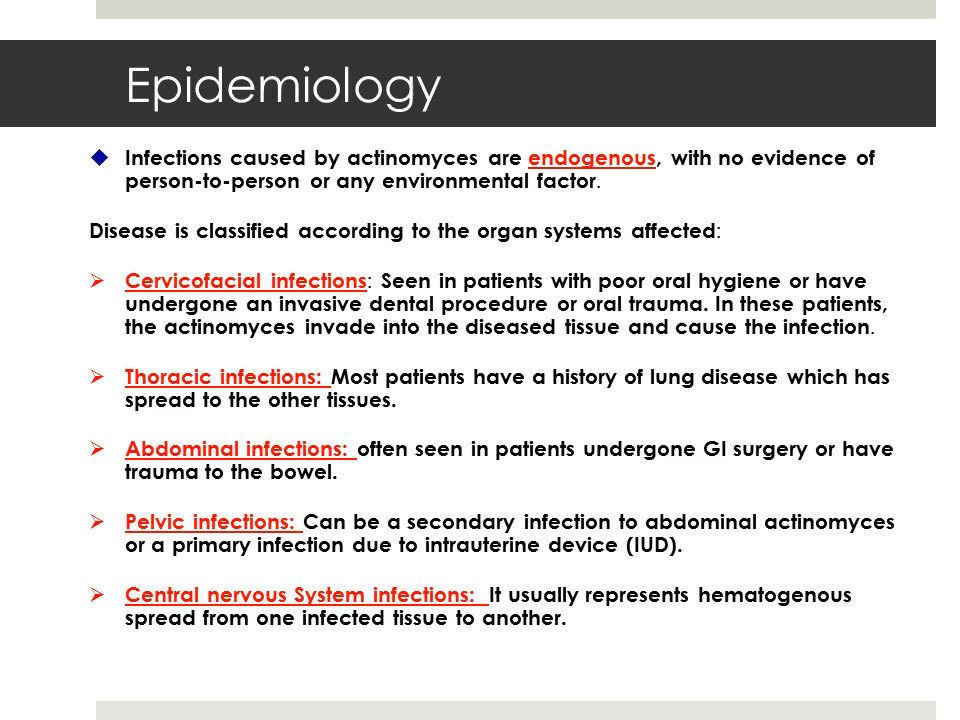 Epidemiology
Infections caused by actinomyces are endogenous, with no evidence of
person-to-person or any environmental factor.
Disease is classified according to the organ systems affected:
Cervicofacial infections: Seen in patients with poor oral hygiene or have
undergone an invasive dental procedure or oral trauma. In these patients,
the actinomyces invade into the diseased tissue and cause the infection.
Thoracic infections: Most patients have a history of lung disease which has
spread to the other tissues.
Abdominal infections: often seen in patients undergone GI surgery or have
trauma to the bowel.
Pelvic infections: Can be a secondary infection to abdominal actinomyces
or a primary infection due to intrauterine device (IUD).
Central nervous System infections: It usually represents hematogenous
spread from one infected tissue to another.